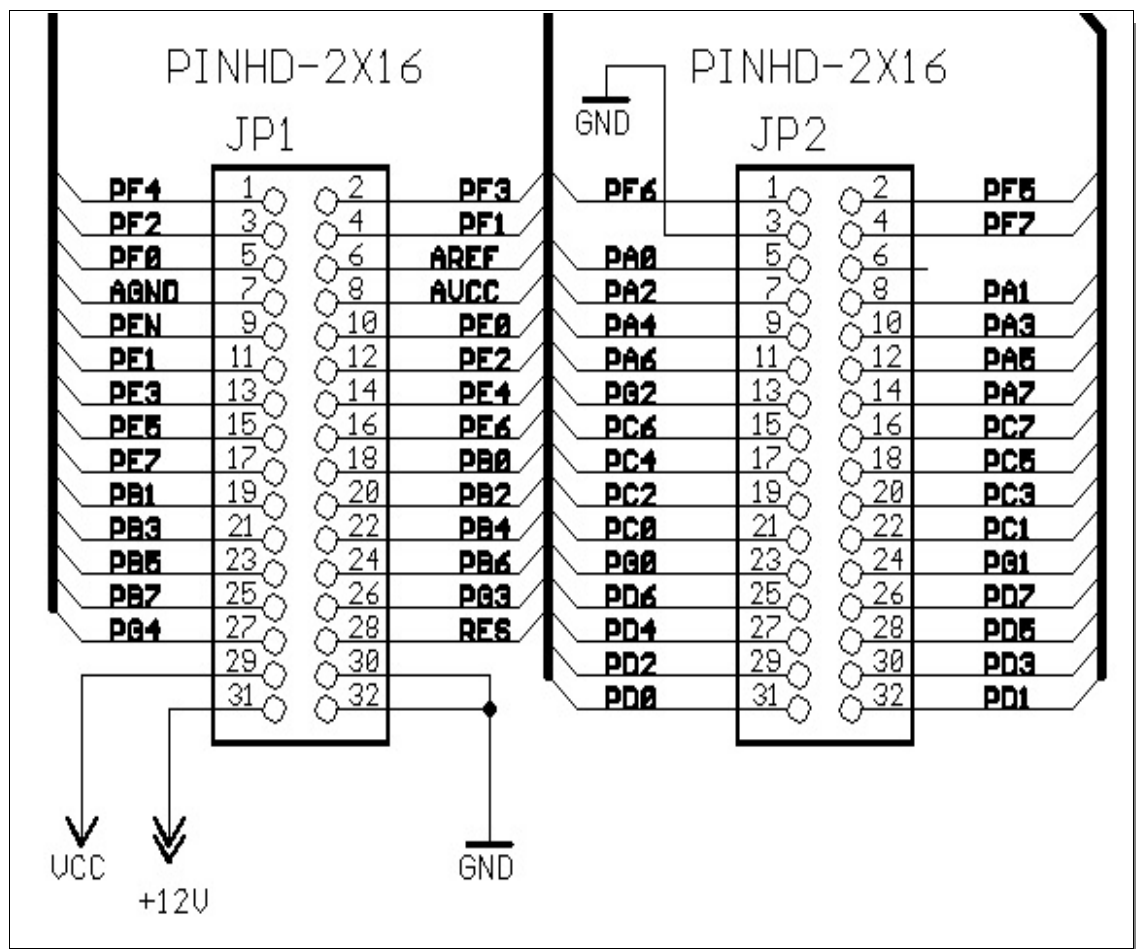 PINHD-2X16 PINHD-2X16
GND
JP1 JP2
PF4 1 2 PF3 PF6 1 2 PF5
PF2 3 4 PF1 3 4 PF7
PF0 5 6 AREF PA0 5 6
AGND 7 8 AVCC PA2 7 8 PA1
PEN 9 10 PE0 PA4 9 10 PA3
PE1 11 12 PE2 PA6 11 12 PA5
PE3 13 14 PE4 PG2 13 14 PA7
PE5 15 16 PE6 PC6 15 16 PC7
PE7 17 18 PB0 PC4 17 18 PC5
PB1 19 20 PB2 PC2 19 20 PC3
PB3 21 22 PB4 PC0 21 22 PC1
PB5 23 24 PB6 PG0 23 24 PG1
PB7 25 26 PG3 PD6 25 26 PD7
PG4 27 28 RES PD4 27 28 PD5
29 30 PD2 29 30 PD3
31 32 PD0 31 32 PD1
VCC GND
+12V